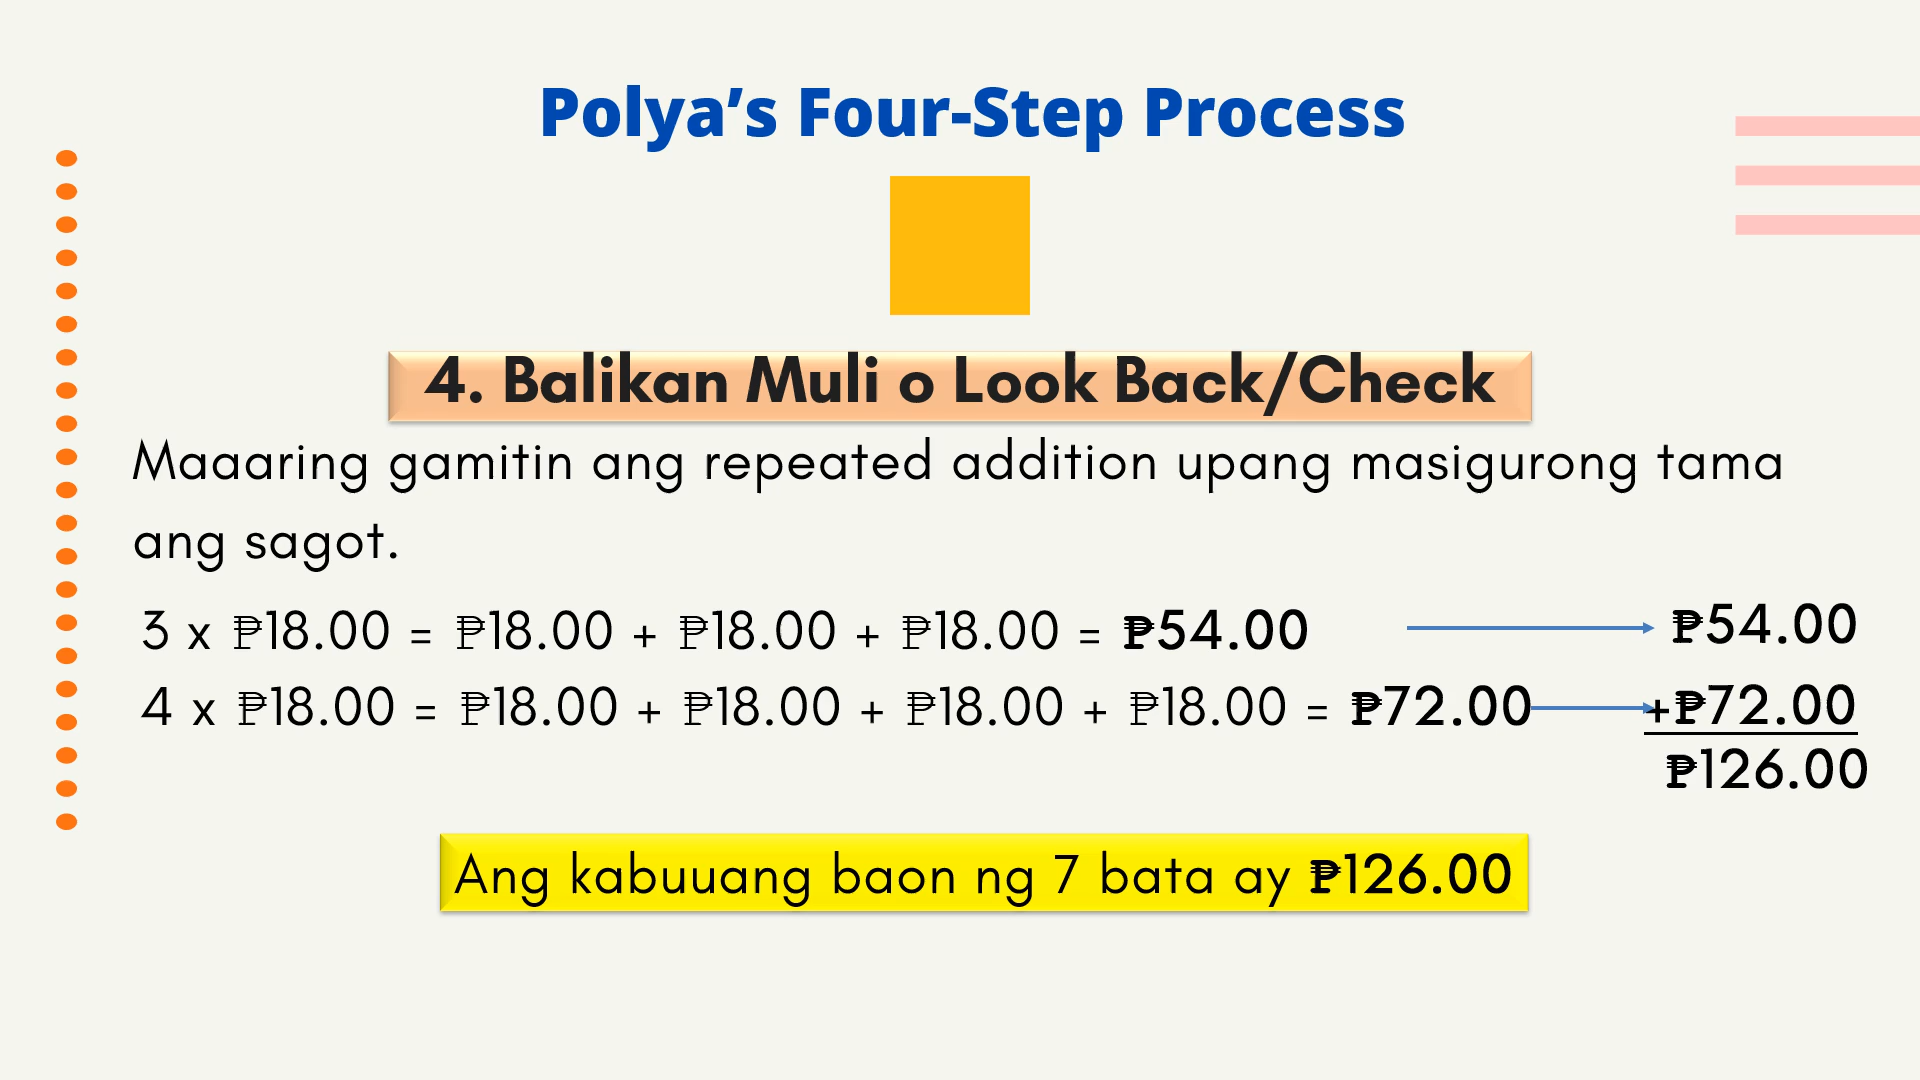 Polya’s Four-Step Process
4. Balikan Muli o Look Back/Check
Maaaring gamitin ang repeated addition upang masigurong tama
ang sagot.
3 x ₱18.00 = ₱18.00 + ₱18.00 + ₱18.00 = ₱54.00 ₱54.00
4 x ₱18.00 = ₱18.00 + ₱18.00 + ₱18.00 + ₱18.00 = ₱72.00 +₱72.00
₱126.00
Ang kabuuang baon ng 7 bata ay ₱126.00